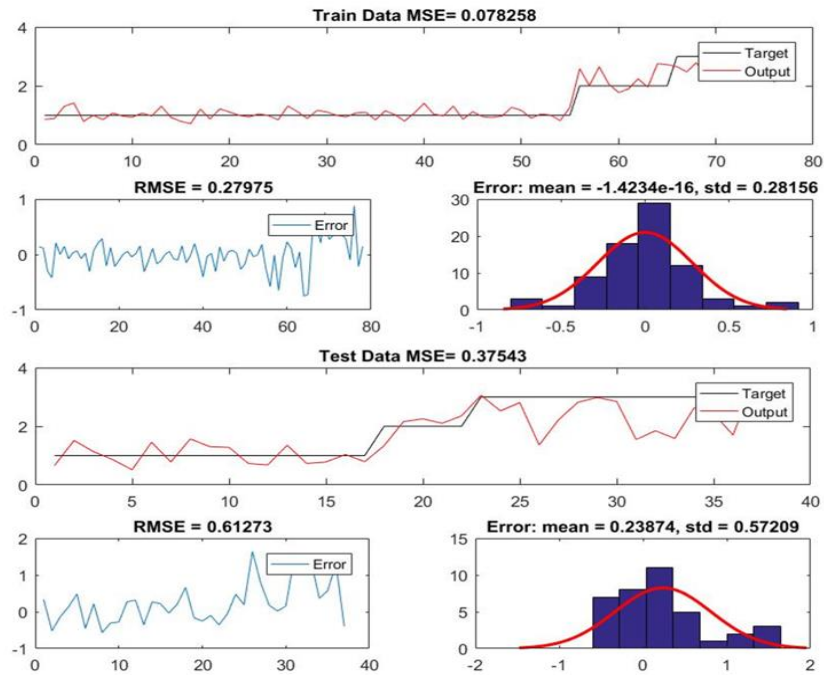 Train Data MSE= 0.078258
4
2
0
0 10 20 30 40 50 60 70 80
Target
Output
RMSE = 0.27975
1
0
-1
0 20 40 60 80
Error
Error: mean = -1.4234e-16, std = 0.28156
30
20
10
0
-1 -0.5 0 0.5 1
Test Data MSE= 0.37543
4
2
0
0 5 10 15 20 25 30 35 40
Target
Output
RMSE = 0.61273
2
1
0
-1
0 10 20 30 40
Error
Error: mean = 0.23874, std = 0.57209
15
10
5
0
-2 -1 0 1 2